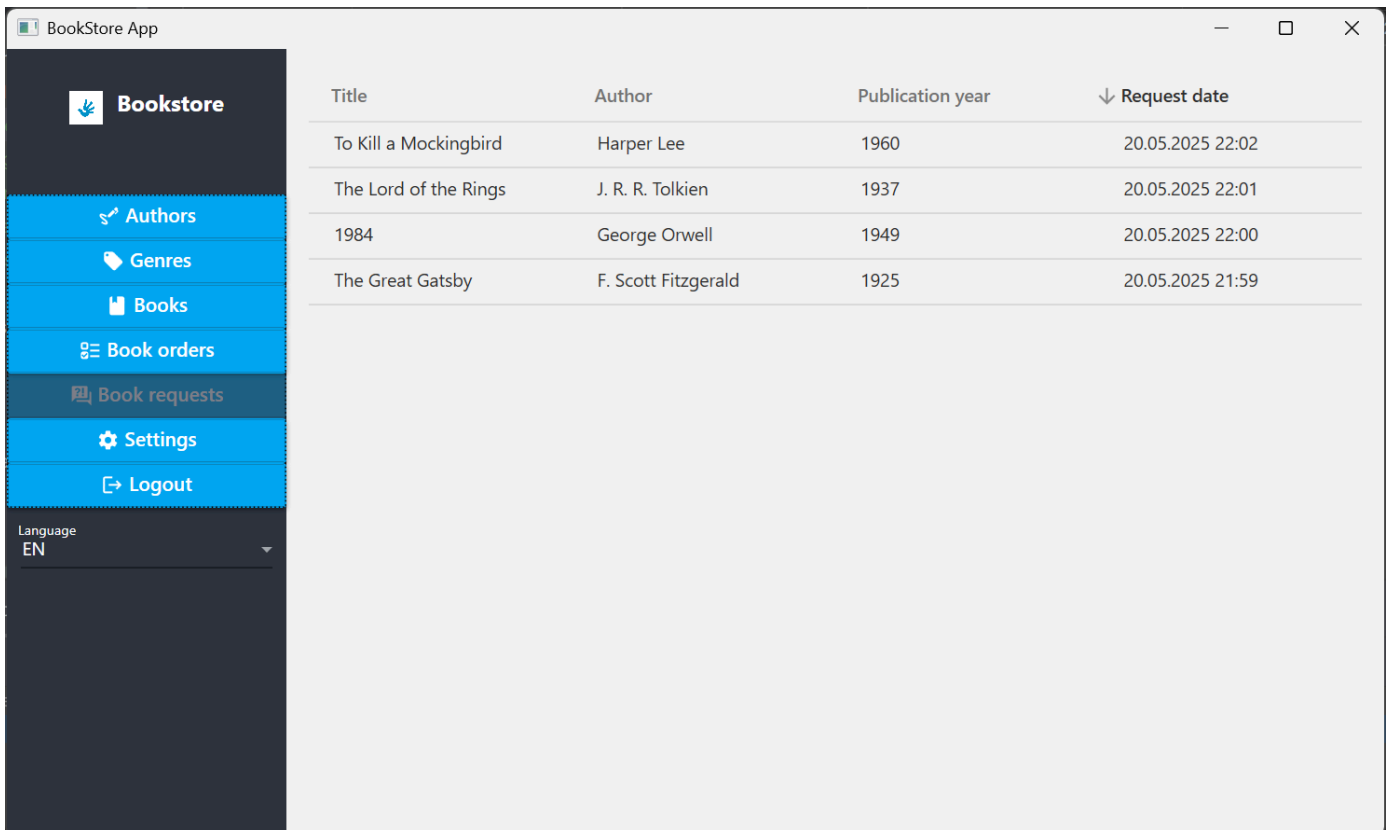 BookStore App
Bookstore
Authors
Genres
Books
Book orders
Book requests
Settings
Logout
Language
EN
Title Author Publication year Request date
To Kill a Mockingbird Harper Lee 1960 20.05.2025 22:02
The Lord of the Rings J. R. R. Tolkien 1937 20.05.2025 22:01
1984 George Orwell 1949 20.05.2025 22:00
The Great Gatsby F. Scott Fitzgerald 1925 20.05.2025 21:59